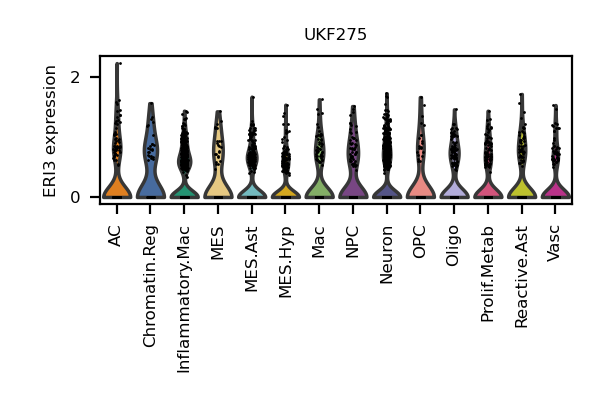 UKF275
ERI3 expression
2
0
AC
Chromatin.Reg
Inflammatory.Mac
MES
MES.Ast
MES.Hyp
Mac
NPC
Neuron
OPC
Oligo
Prolif.Metab
Reactive.Ast
Vasc